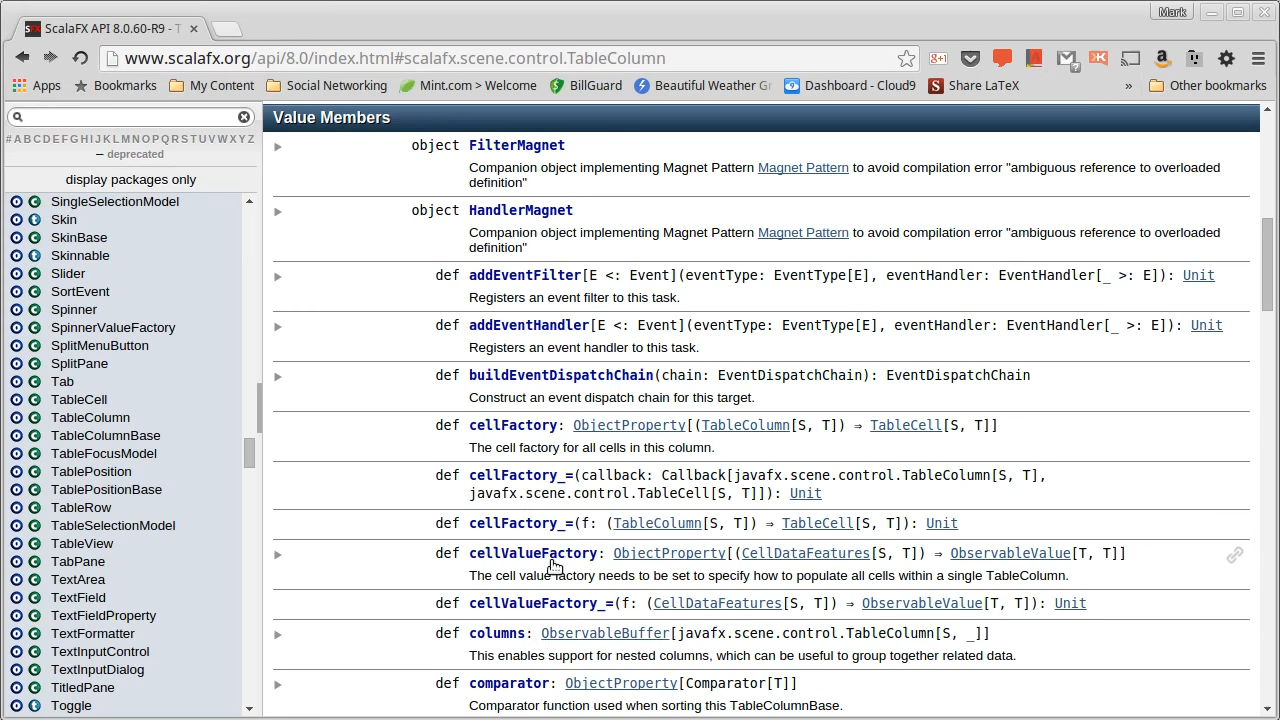 Mark
ScalaFX API 8.0.60-R9 - T
www.scalafx.org/api/8.0/index.html#scalafx.scene.control.TableColumn
Apps Bookmarks My Content Social Networking Mint.com > Welcome BillGuard Beautiful Weather Gr Dashboard - Cloud9 Share LaTeX » Other bookmarks
#ABCDEFGHIJKLMNOPQRSTUVWXYZ
– deprecated
display packages only
SingleSelectionModel
Skin
SkinBase
Skinnable
Slider
SortEvent
Spinner
SpinnerValueFactory
SplitMenuButton
SplitPane
Tab
TableCell
TableColumn
TableColumnBase
TableFocusModel
TablePosition
TablePositionBase
TableRow
TableSelectionModel
TableView
TabPane
TextArea
TextField
TextFieldProperty
TextFormatter
TextInputControl
TextInputDialog
TitledPane
Toggle
Value Members
object FilterMagnet
Companion object implementing Magnet Pattern Magnet Pattern to avoid compilation error "ambiguous reference to overloaded
definition"
object HandlerMagnet
Companion object implementing Magnet Pattern Magnet Pattern to avoid compilation error "ambiguous reference to overloaded
definition"
def addEventFilter[E <: Event](eventType: EventType[E], eventHandler: EventHandler[_ >: E]): Unit
Registers an event filter to this task.
def addEventHandler[E <: Event](eventType: EventType[E], eventHandler: EventHandler[_ >: E]): Unit
Registers an event handler to this task.
def buildEventDispatchChain(chain: EventDispatchChain): EventDispatchChain
Construct an event dispatch chain for this target.
def cellFactory: ObjectProperty[(TableColumn[S, T]) ⇒ TableCell[S, T]]
The cell factory for all cells in this column.
def cellFactory_=(callback: Callback[javafx.scene.control.TableColumn[S, T],
javafx.scene.control.TableCell[S, T]]): Unit
def cellFactory_=(f: (TableColumn[S, T]) ⇒ TableCell[S, T]): Unit
def cellValueFactory: ObjectProperty[(CellDataFeatures[S, T]) ⇒ ObservableValue[T, T]]
The cell value factory needs to be set to specify how to populate all cells within a single TableColumn.
def cellValueFactory_=(f: (CellDataFeatures[S, T]) ⇒ ObservableValue[T, T]): Unit
def columns: ObservableBuffer[javafx.scene.control.TableColumn[S, _]]
This enables support for nested columns, which can be useful to group together related data.
def comparator: ObjectProperty[Comparator[T]]
Comparator function used when sorting this TableColumnBase.